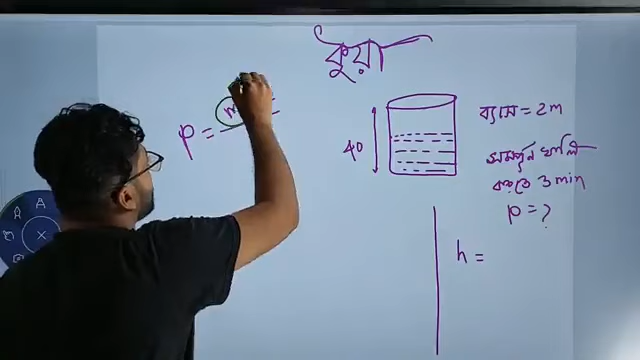 কুয়া
P =
40
ব্যাস = 2m
সম্পূর্ন খালি
করতে 3 min
P = ?
h =